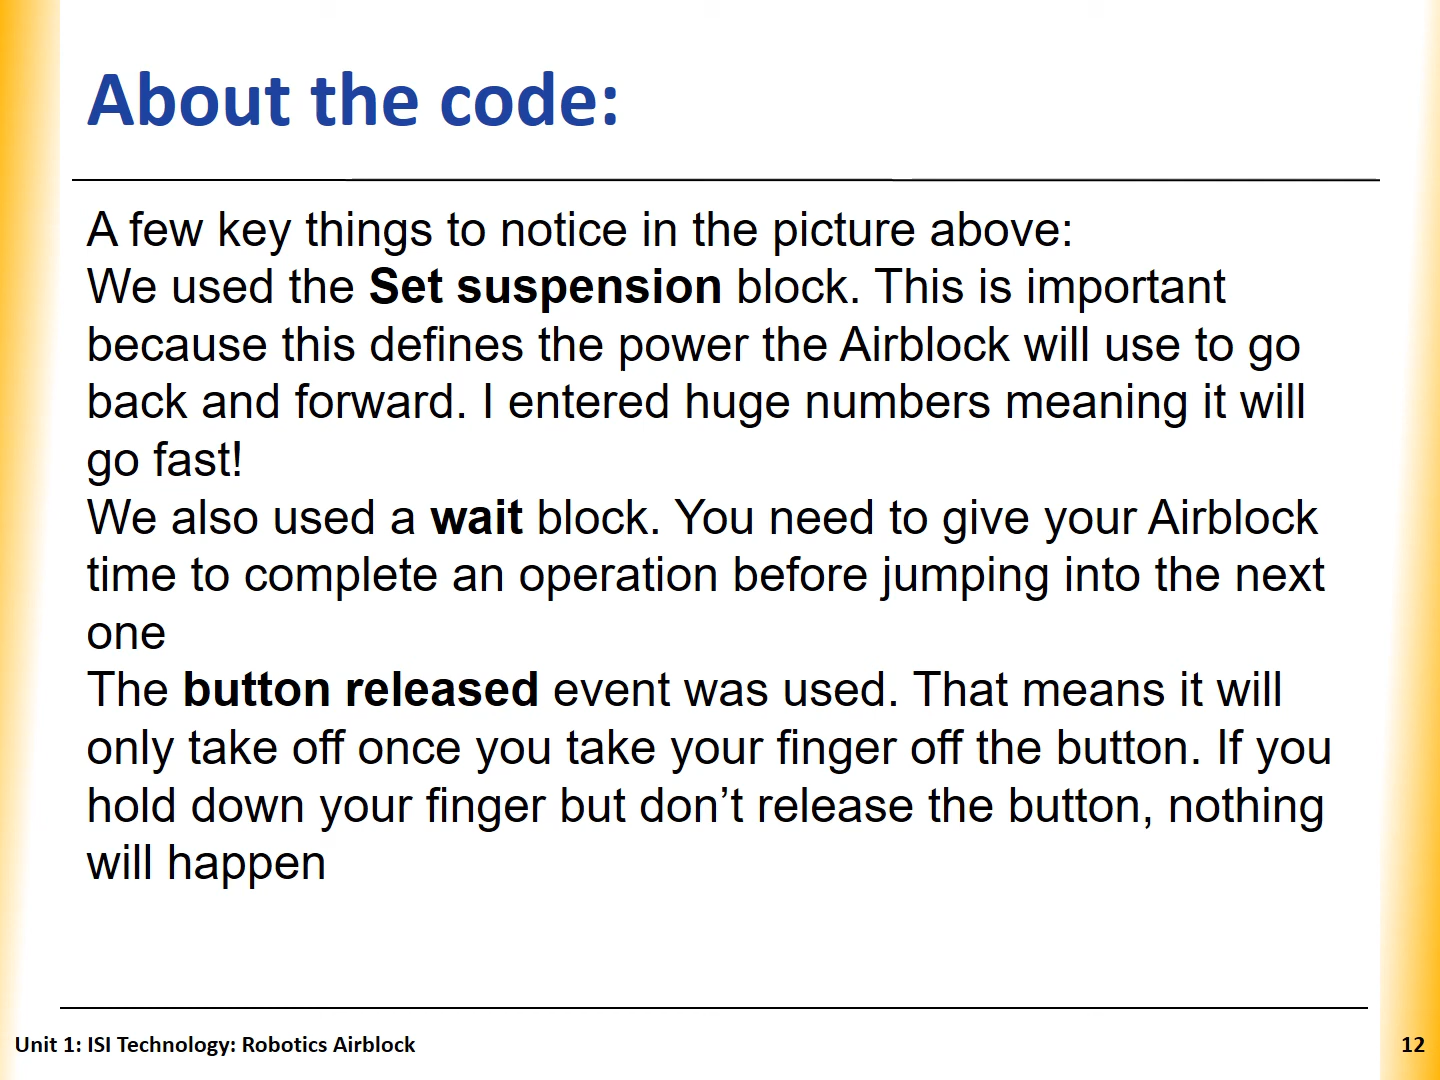 About the code:
A few key things to notice in the picture above:
We used the Set suspension block. This is important
because this defines the power the Airblock will use to go
back and forward. I entered huge numbers meaning it will
go fast!
We also used a wait block. You need to give your Airblock
time to complete an operation before jumping into the next
one
The button released event was used. That means it will
only take off once you take your finger off the button. If you
hold down your finger but don’t release the button, nothing
will happen
Unit 1: ISI Technology: Robotics Airblock
12